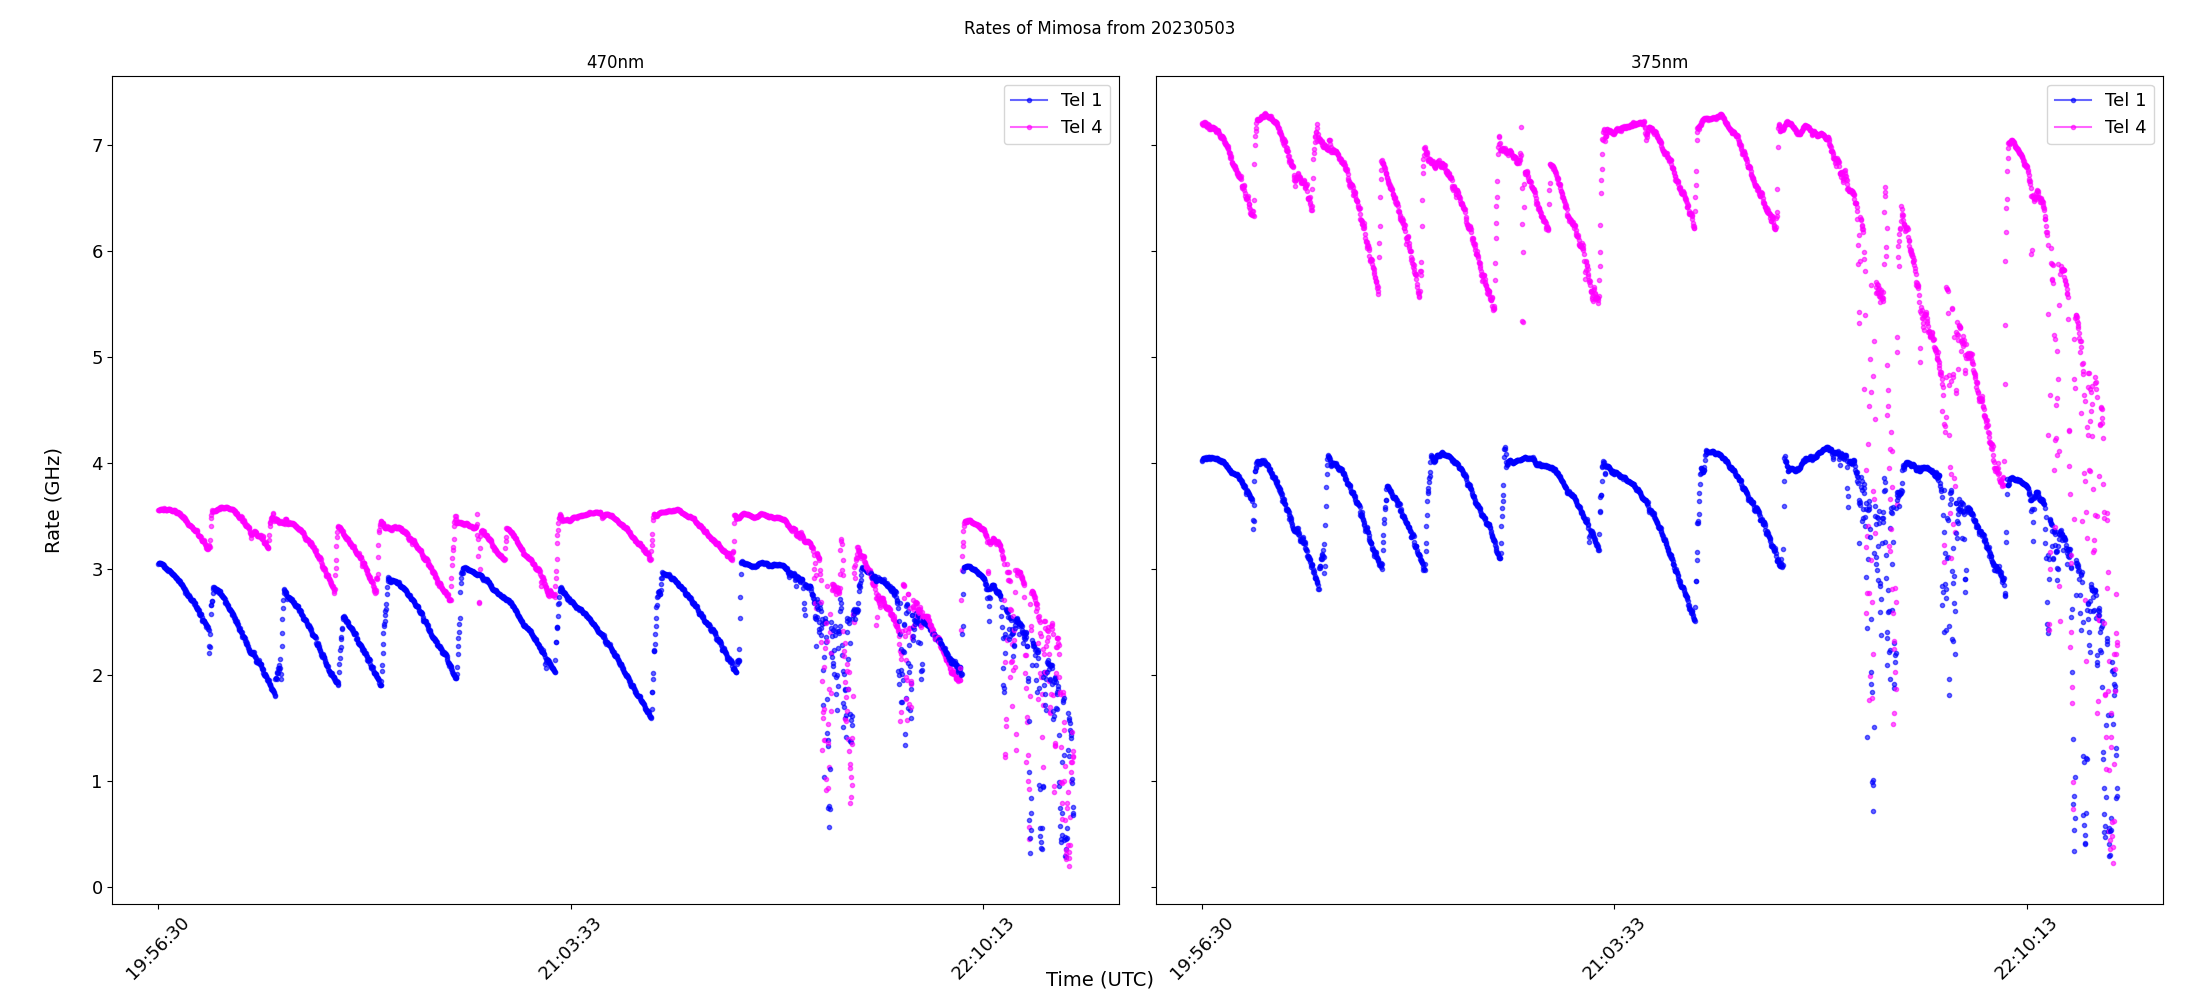 Rates of Mimosa from 20230503
470nm
375nm
Tel 1
Tel 4
Tel 1
Tel 4
Rate (GHz)
7
6
5
4
3
2
1
0
19:56:30
21:03:33
22:10:13
19:56:30
21:03:33
22:10:13
Time (UTC)